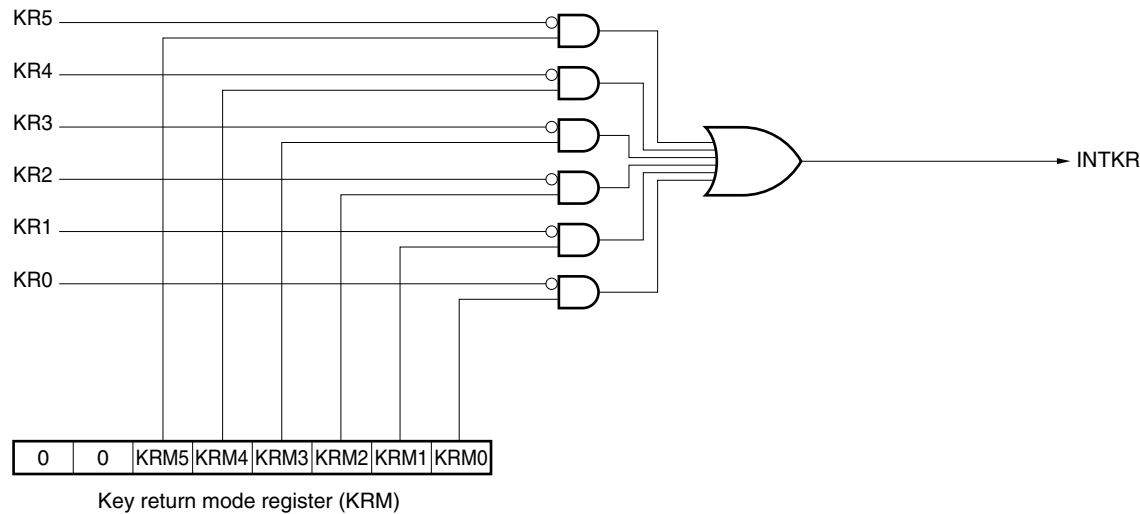 KR5
KR4
KR3
KR2
KR1
KR0
INTKR
0 0 KRM5 KRM4 KRM3 KRM2 KRM1 KRM0
Key return mode register (KRM)